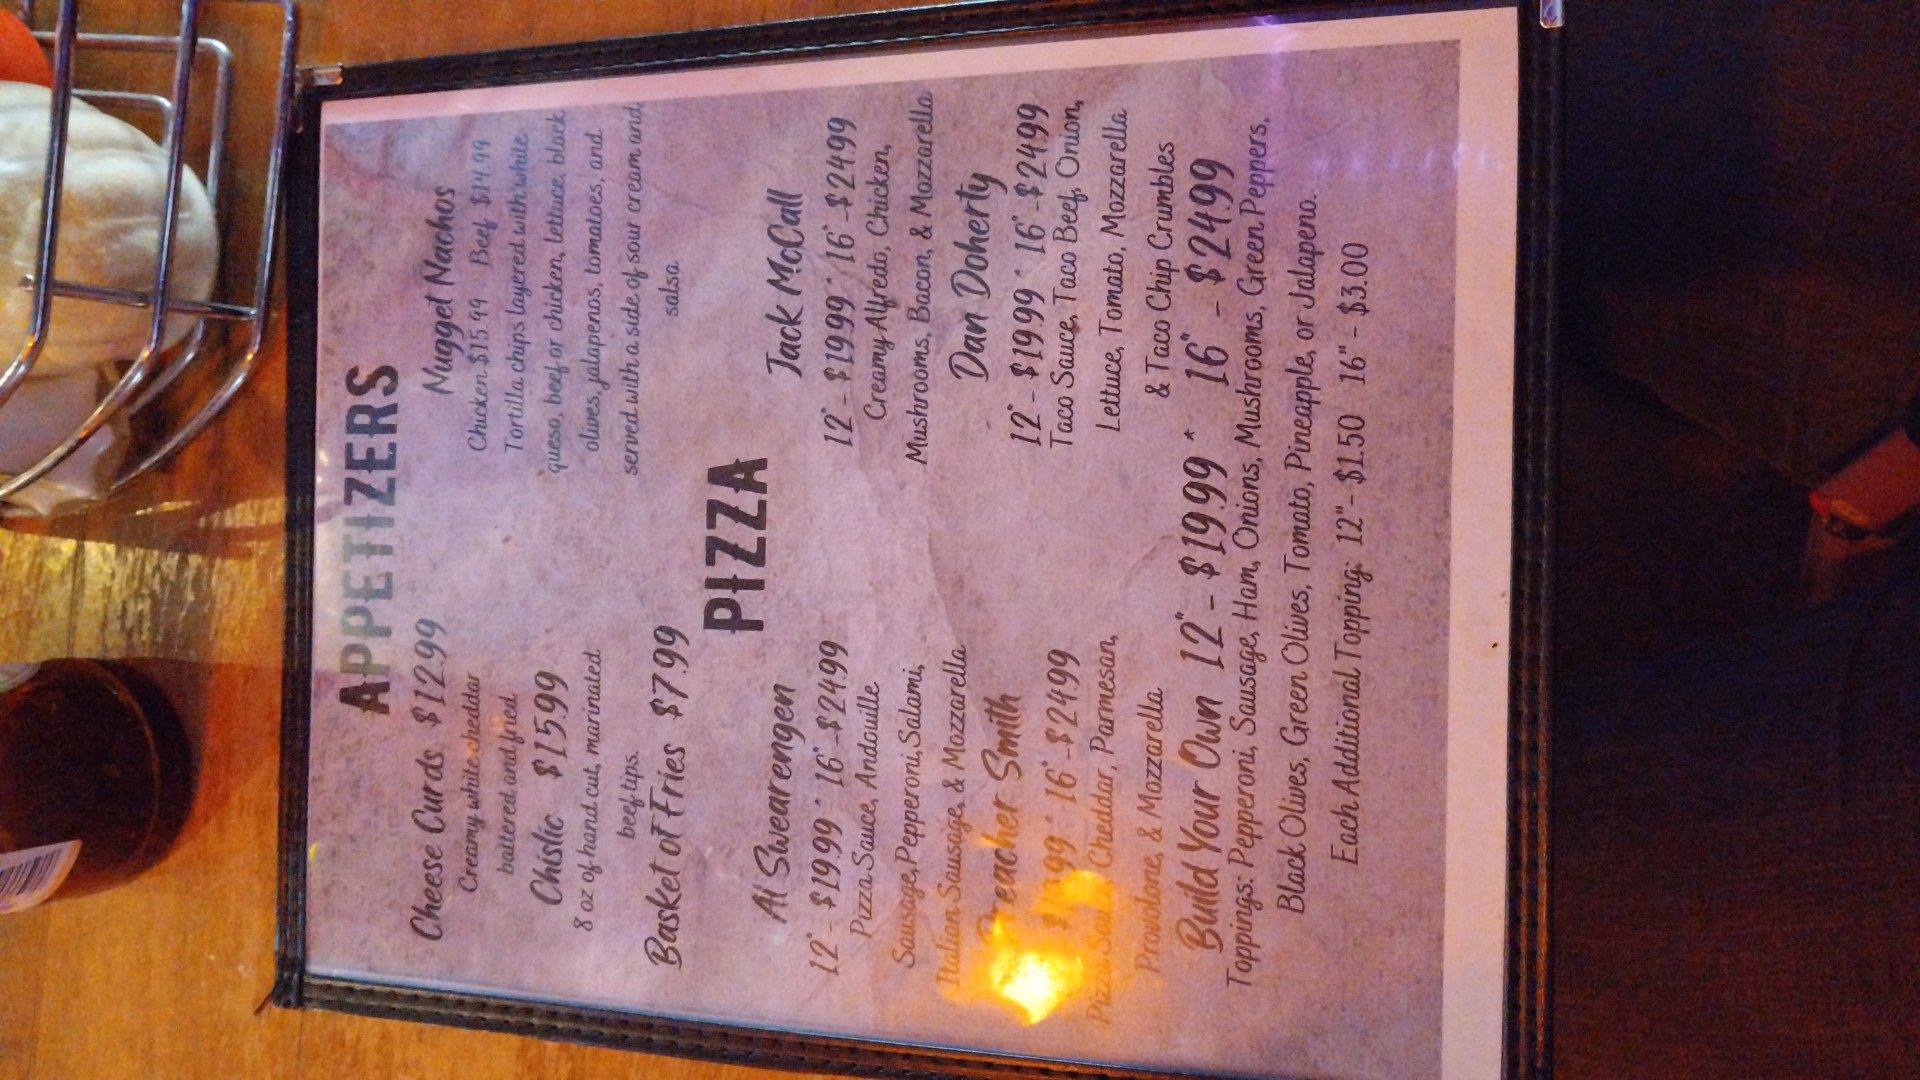 APPETIZERS
Cheese Curds $12.99
Creamy white cheddar
battered and fried
Chislic $15.99
8 oz of hand cut, marinated
beef tips.
Basket of Fries $7.99
Nugget Nachos
Chicken $15.99 Beef $14.99
Tortilla chips layered with white
queso, beef or chicken, lettuce, black
olives, jalapenos, tomatoes, and
served with a side of sour cream and
salsa
PIZZA
Al Swearengen
12" - $19.99 * 16" - $24.99
Pizza Sauce, Andouille
Sausage, Pepperoni, Salami,
Italian Sausage, & Mozzarella
Preacher Smith
$19.99 * 16" - $24.99
Pizza Sauce, Cheddar, Parmesan,
Provolone, & Mozzarella
Jack McCall
12" - $19.99 * 16" - $24.99
Creamy Alfredo, Chicken,
Mushrooms, Bacon, & Mozzarella
Dan Doherty
12" - $19.99 * 16" - $24.99
Taco Sauce, Taco Beef, Onion,
Lettuce, Tomato, Mozzarella
& Taco Chip Crumbles
Build Your Own 12" - $19.99 * 16" - $24.99
Toppings: Pepperoni, Sausage, Ham, Onions, Mushrooms, Green Peppers,
Black Olives, Green Olives, Tomato, Pineapple, or Jalapeno.
Each Additional Topping: 12" - $1.50 16" - $3.00